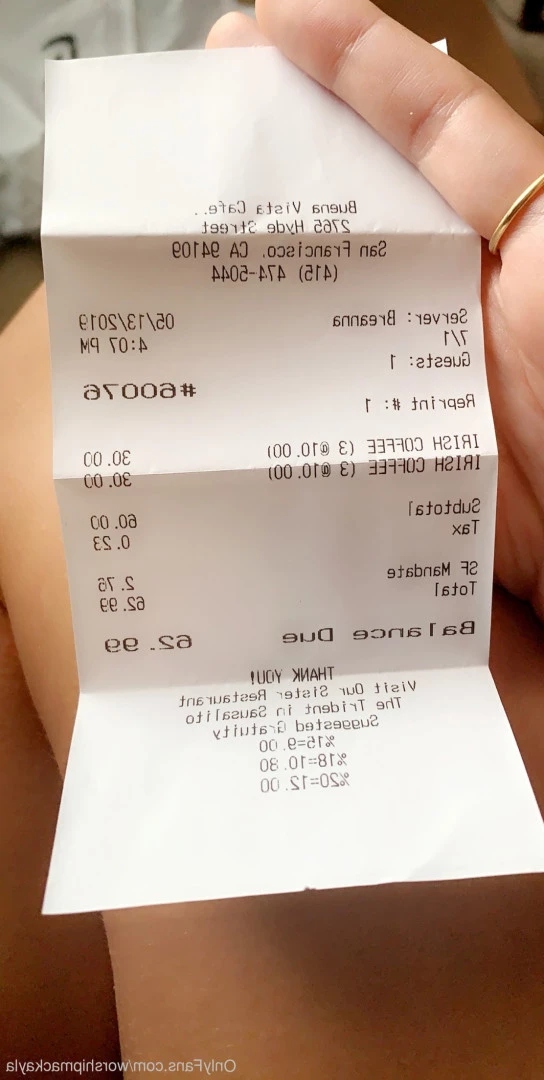 Buena Vista Cafe..
2765 Hyde Street
San Francisco, CA 94109
(415) 474-5044
Server: Breanna 05/13/2019
7/1 4:07 PM
Guests: 1
#60076
Reprint #: 1
IRISH COFFEE (3 @10.00) 30.00
IRISH COFFEE (3 @10.00) 30.00
Subtotal 60.00
Tax 0.23
SF Mandate 2.76
Total 62.99
Balance Due 62.99
THANK YOU!
Visit Our Sister Restaurant
The Trident in Sausalito
Suggested Gratuity
%15=9.00
%18=10.80
%20=12.00
OnlyFans.com/worshipmackayla